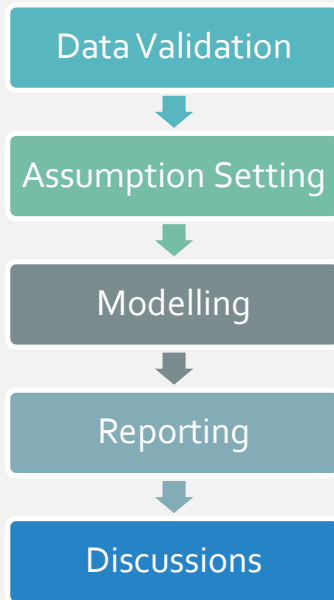 Data Validation
Assumption Setting
Modelling
Reporting
Discussions